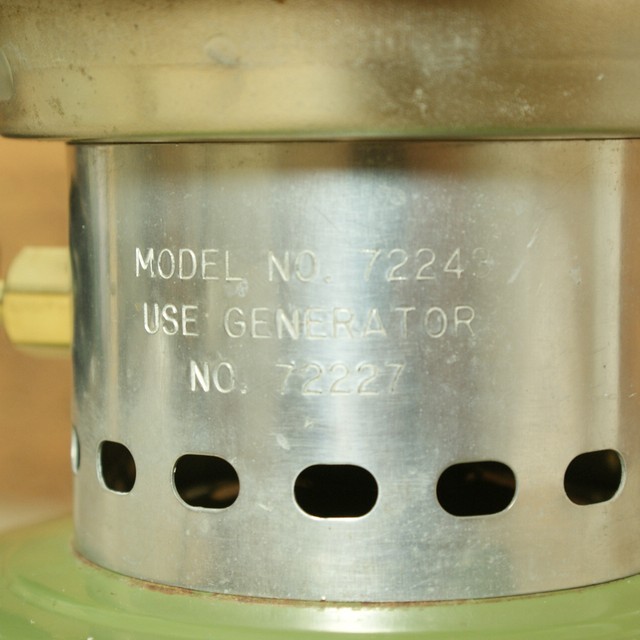 MODEL NO. 72243
USE GENERATOR
NO. 72227